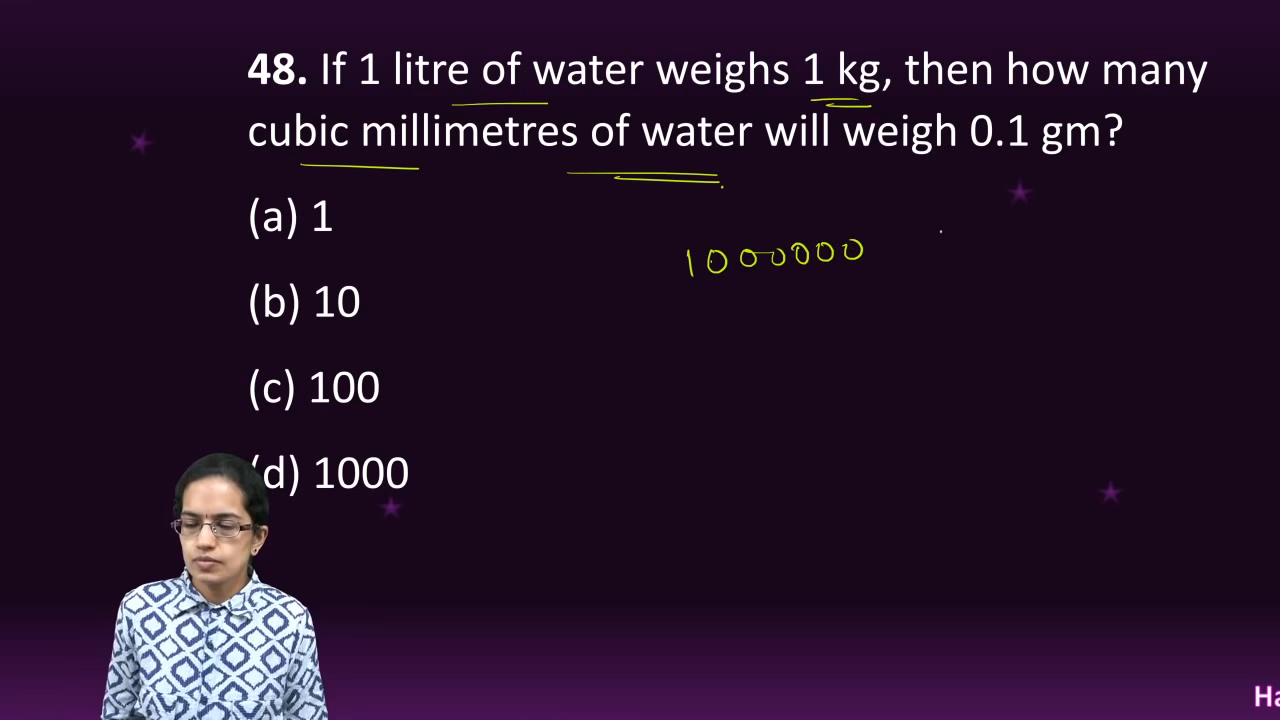 48. If 1 litre of water weighs 1 kg, then how many
cubic millimetres of water will weigh 0.1 gm?
(a) 1
1000000
(b) 10
(c) 100
(d) 1000
Ha